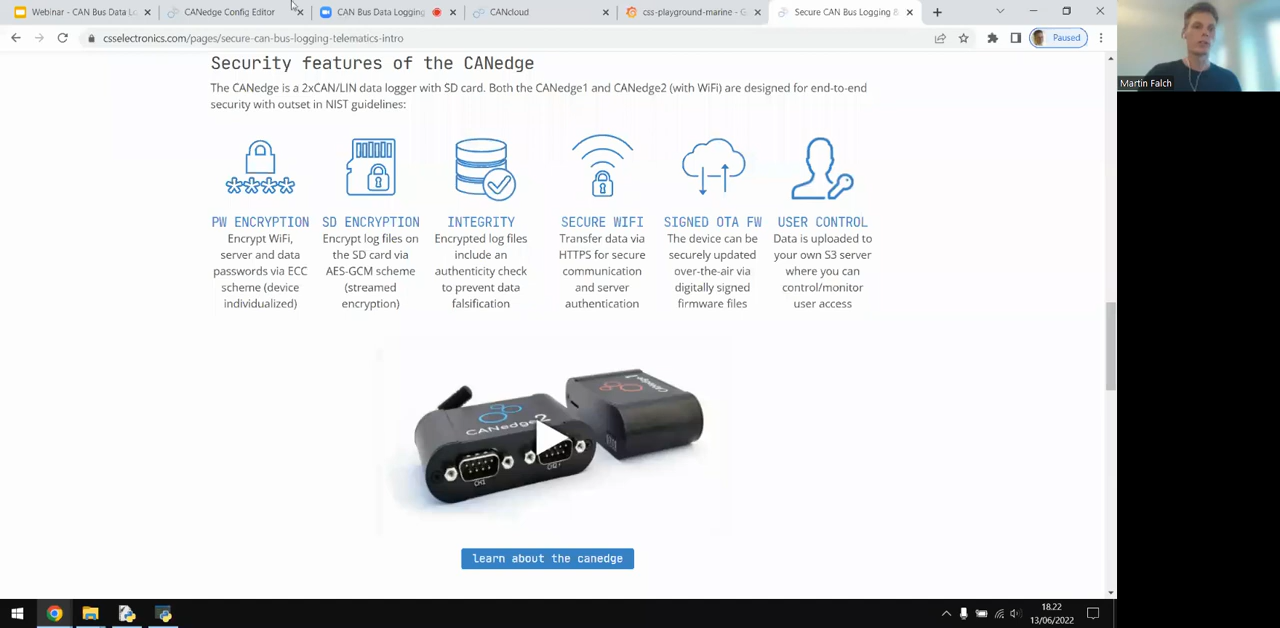 Webinar - CAN Bus Data Lo
CANedge Config Editor
CAN Bus Data Logging
CANcloud
css-playground-marine - G
Secure CAN Bus Logging &
csselectronics.com/pages/secure-can-bus-logging-telematics-intro
Paused
Martin Falch
Security features of the CANedge
The CANedge is a 2xCAN/LIN data logger with SD card. Both the CANedge1 and CANedge2 (with WiFi) are designed for end-to-end
security with outset in NIST guidelines:
PW ENCRYPTION
Encrypt WiFi,
server and data
passwords via ECC
scheme (device
individualized)
SD ENCRYPTION
Encrypt log files on
the SD card via
AES-GCM scheme
(streamed
encryption)
INTEGRITY
Encrypted log files
include an
authenticity check
to prevent data
falsification
SECURE WIFI
Transfer data via
HTTPS for secure
communication
and server
authentication
SIGNED OTA FW
The device can be
securely updated
over-the-air via
digitally signed
firmware files
USER CONTROL
Data is uploaded to
your own S3 server
where you can
control/monitor
user access
CANedge 2
CH1
learn about the canedge
18.22
13/06/2022